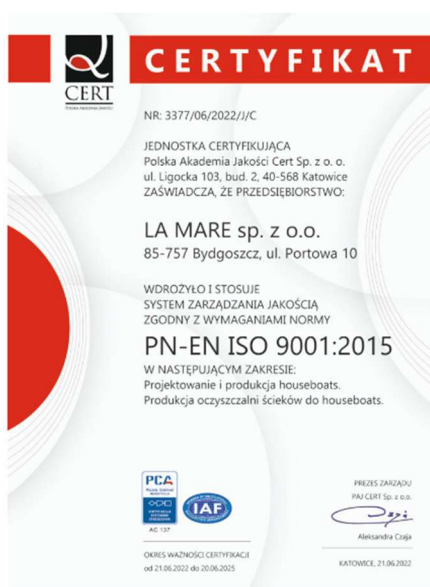 CERTYFIKAT
CERT
POLSKA AKADEMIA JAKOŚCI
NR: 3377/06/2022/J/C
JEDNOSTKA CERTYFIKUJĄCA
Polska Akademia Jakości Cert Sp. z o. o.
ul. Ligocka 103, bud. 2, 40-568 Katowice
ZAŚWIADCZA, ŻE PRZEDSIĘBIORSTWO:
LA MARE sp. z o.o.
85-757 Bydgoszcz, ul. Portowa 10
WDROŻYŁO I STOSUJE
SYSTEM ZARZĄDZANIA JAKOŚCIĄ
ZGODNY Z WYMAGANIAMI NORMY
PN-EN ISO 9001:2015
W NASTĘPUJĄCYM ZAKRESIE:
Projektowanie i produkcja houseboats.
Produkcja oczyszczalni ścieków do houseboats.
PCA
AC 137
IAF
OKRES WAŻNOŚCI CERTYFIKACJI
od 21.06.2022 do 20.06.2025
PREZES ZARZĄDU
PAJ CERT Sp. z o.o.
Aleksandra Czaja
KATOWICE, 21.06.2022